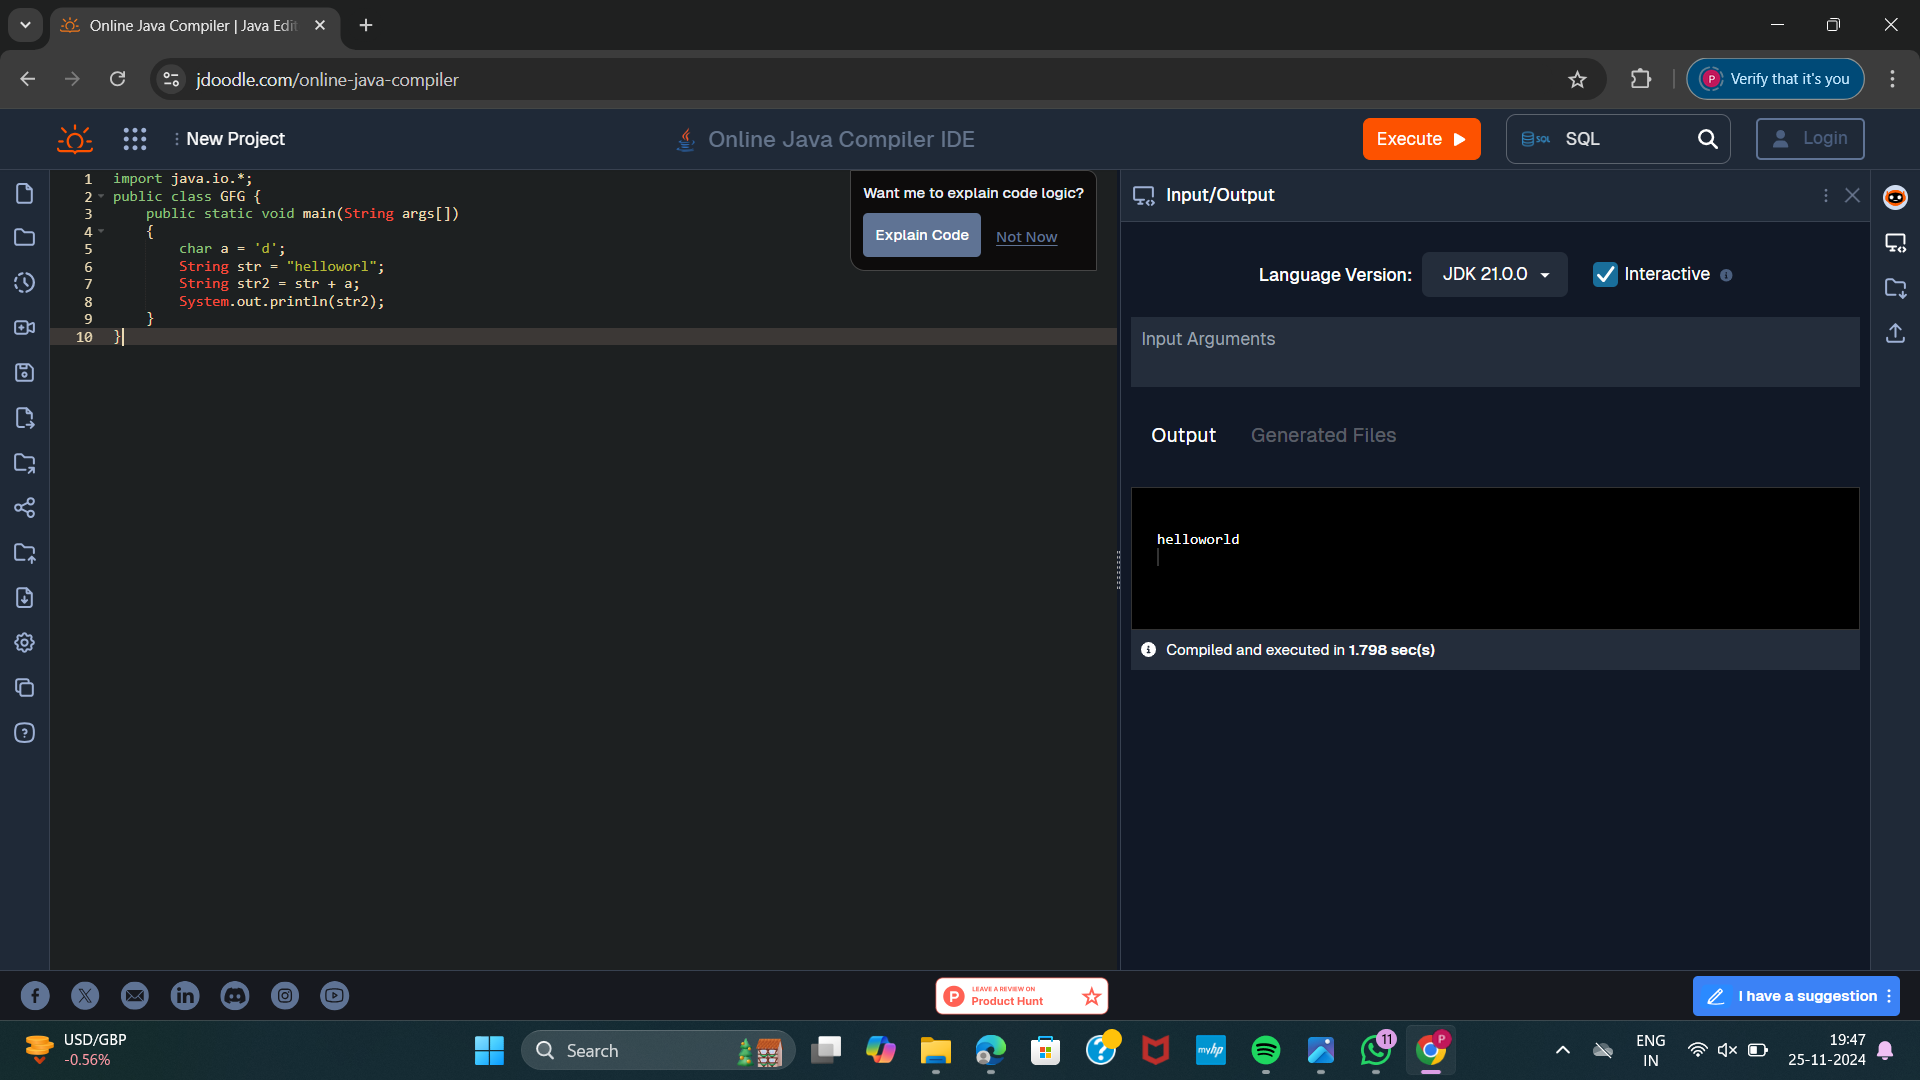 Online Java Compiler | Java Edit
jdoodle.com/online-java-compiler
P
Verify that it's you
New Project
Online Java Compiler IDE
Execute
SQL
SQL
Login
1 import java.io.*;
2 public class GFG {
3 public static void main(String args[])
4 {
5 char a = 'd';
6 String str = "helloworl";
7 String str2 = str + a;
8 System.out.println(str2);
9 }
10 }
Want me to explain code logic?
Explain Code
Not Now
Input/Output
Language Version:
JDK 21.0.0
Interactive
Input Arguments
Output
Generated Files
helloworld
Compiled and executed in 1.798 sec(s)
P
LEAVE A REVIEW ON
Product Hunt
I have a suggestion
USD/GBP
-0.56%
Search
myhp
11
P
ENG
IN
19:47
25-11-2024